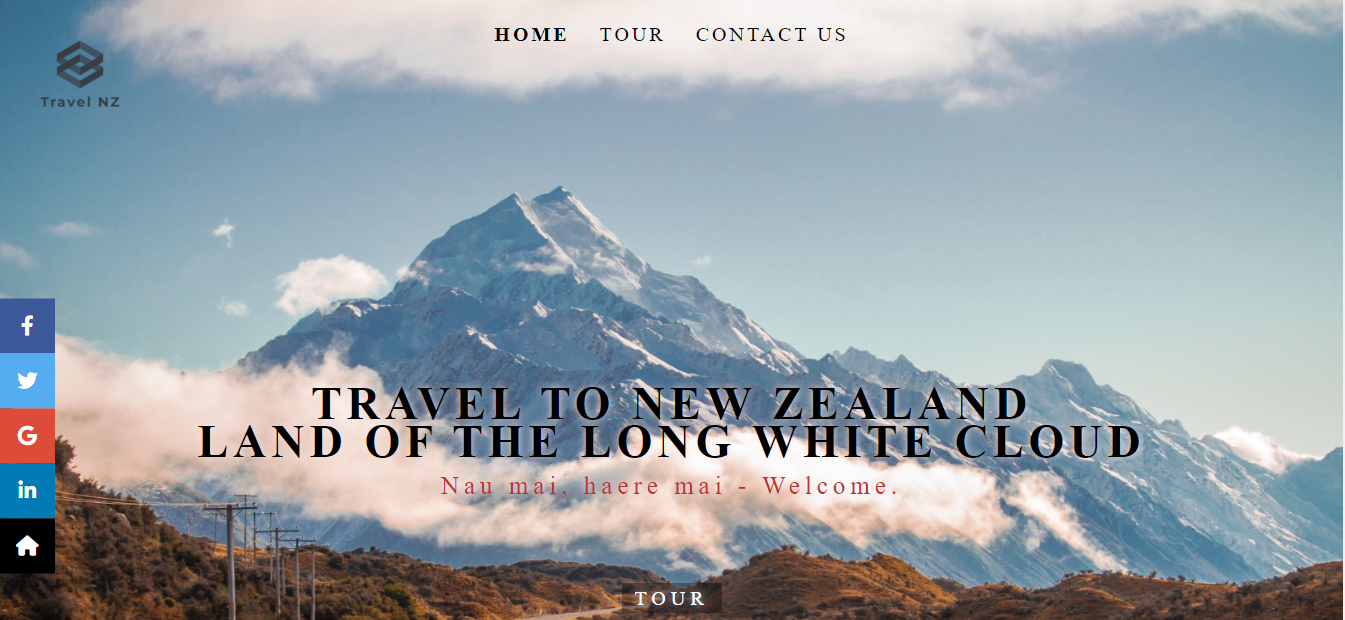 HOME TOUR CONTACT US
Travel NZ
TRAVEL TO NEW ZEALAND
LAND OF THE LONG WHITE CLOUD
Nau mai, haere mai - Welcome.
f
G
in
TOUR